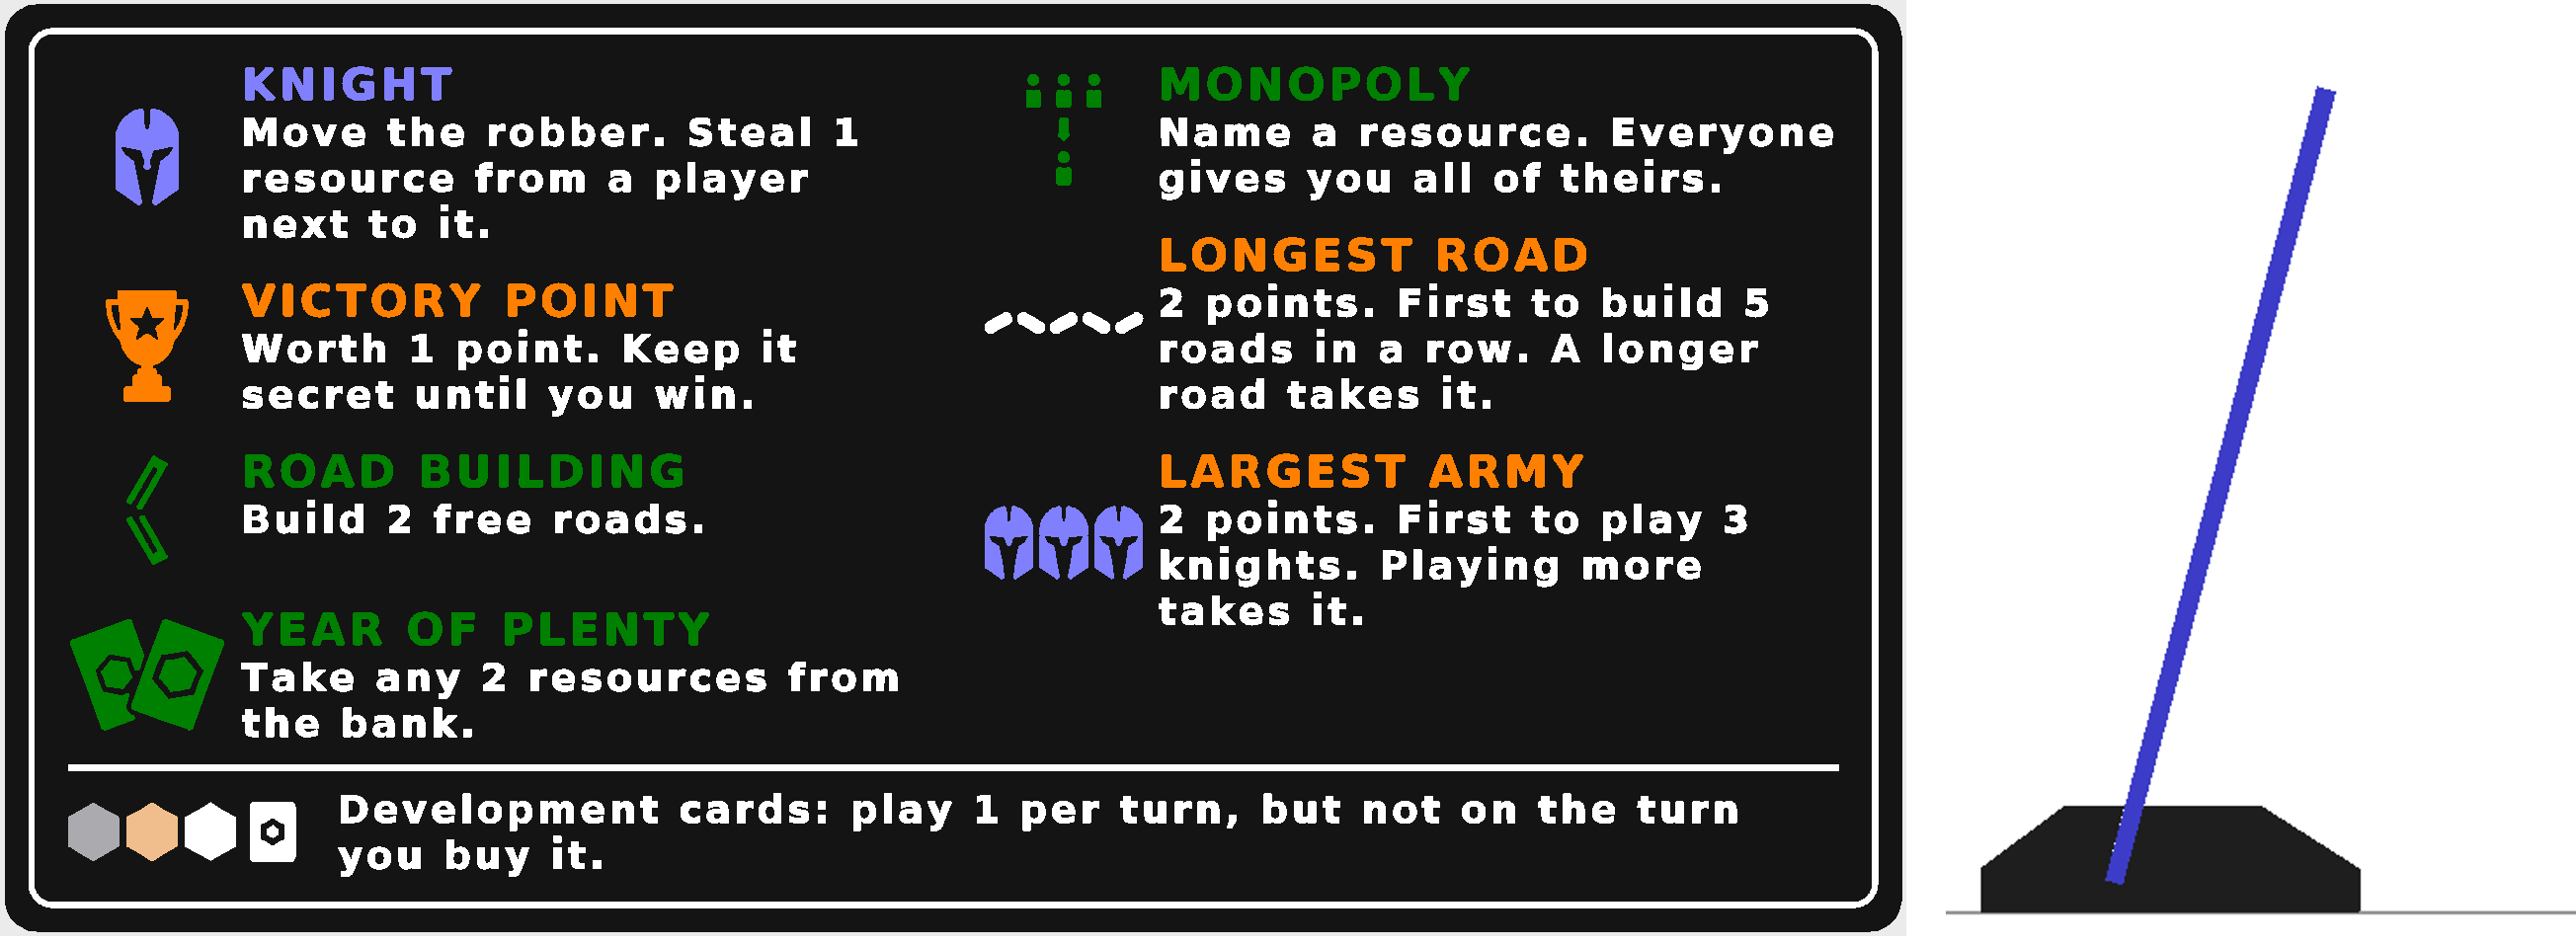 KNIGHT
Move the robber. Steal 1
resource from a player
next to it.
VICTORY POINT
Worth 1 point. Keep it
secret until you win.
ROAD BUILDING
Build 2 free roads.
YEAR OF PLENTY
Take any 2 resources from
the bank.
MONOPOLY
Name a resource. Everyone
gives you all of theirs.
LONGEST ROAD
2 points. First to build 5
roads in a row. A longer
road takes it.
LARGEST ARMY
2 points. First to play 3
knights. Playing more
takes it.
Development cards: play 1 per turn, but not on the turn
you buy it.